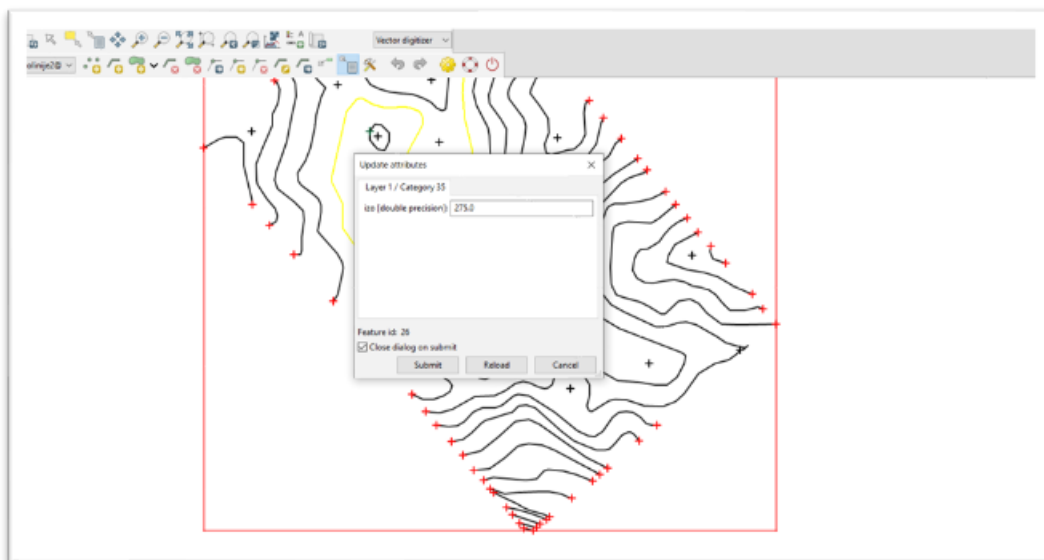 Vector digitizer
olinije2@
Update attributes
Layer 1 / Category 35
izo (double precision): 275.0
Feature id: 26
Close dialog on submit
Submit Reload Cancel